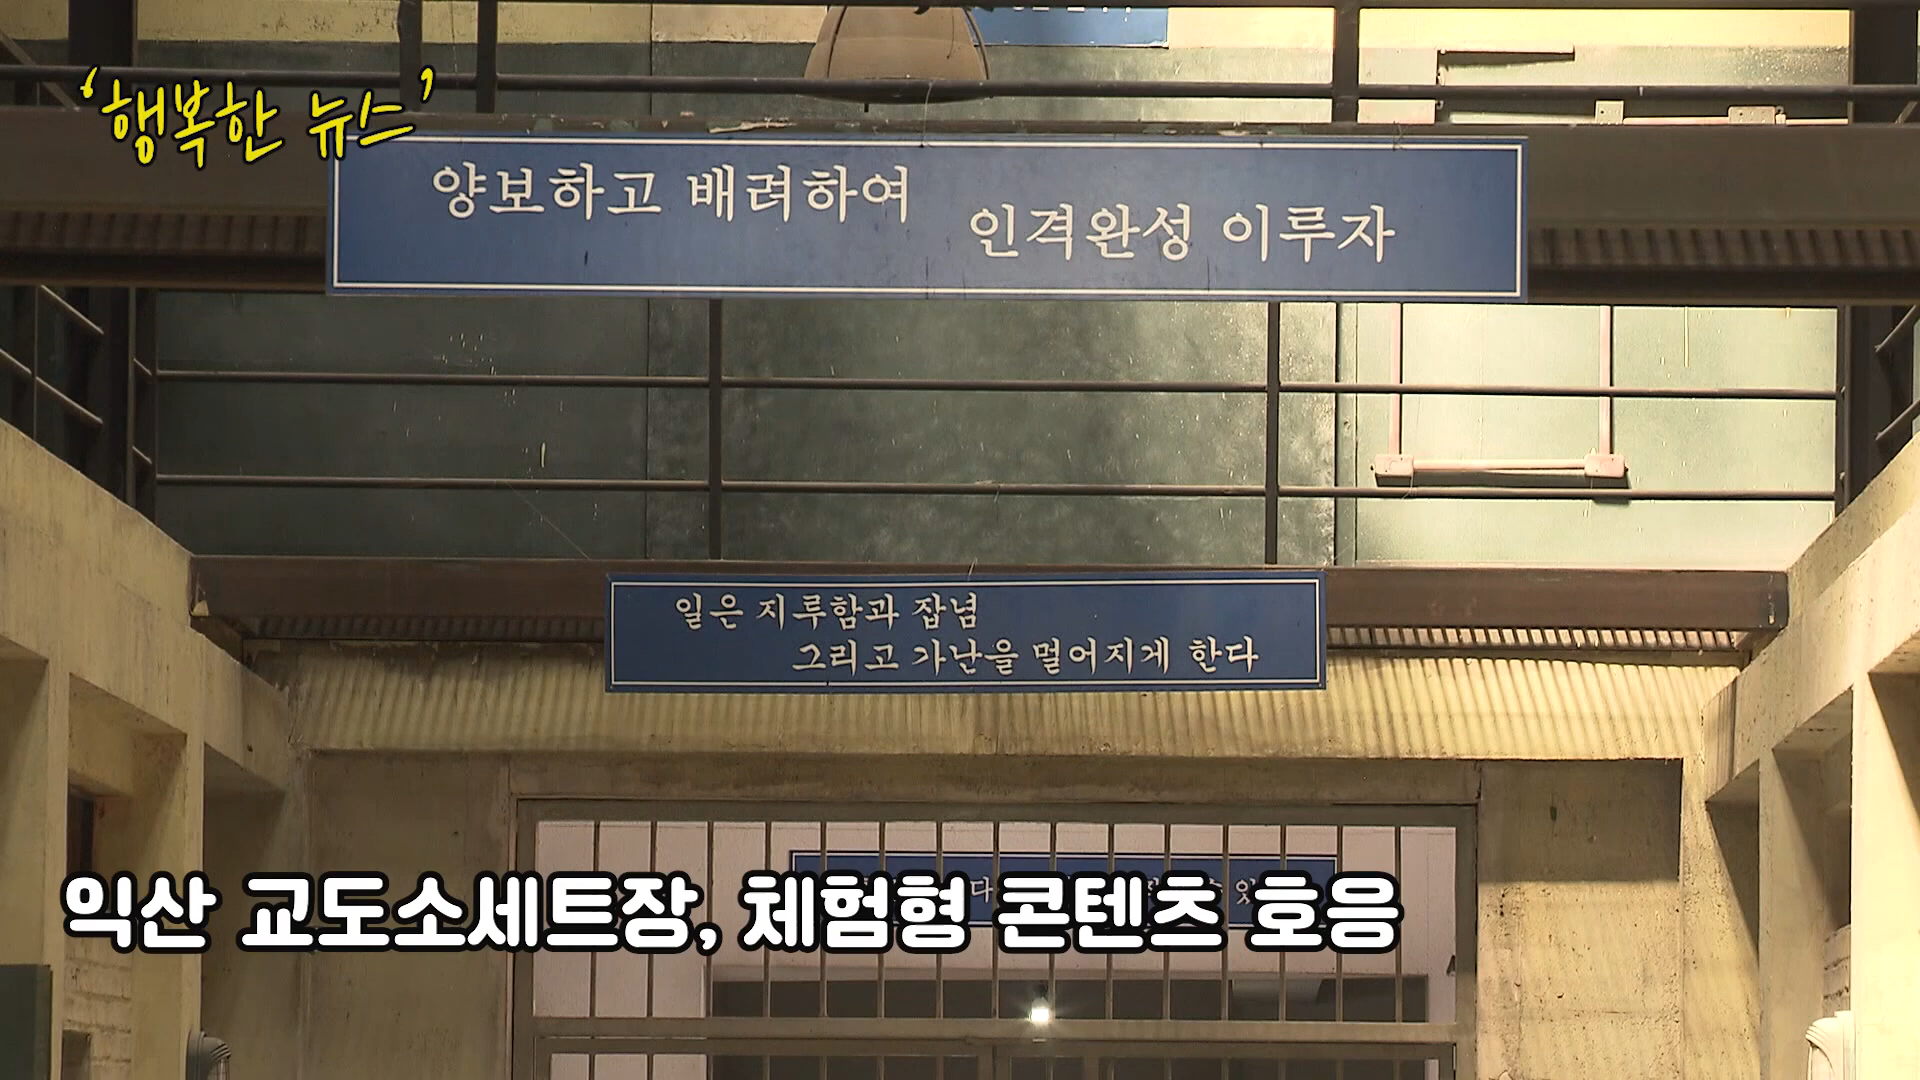 ‘행복한 뉴스’
양보하고 배려하여
인격완성 이루자
일은 지루함과 잡념
그리고 가난을 멀어지게 한다
익산 교도소세트장, 체험형 콘텐츠 호응